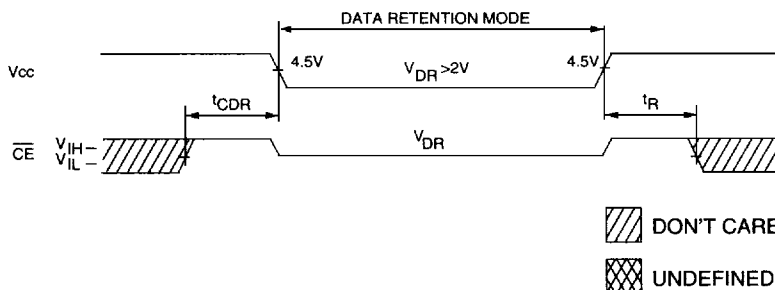 DATA RETENTION MODE
Vcc
4.5V
VDR >2V
4.5V
tCDR
tR
CE
VIH
VIL
VDR
DON'T CARE
UNDEFINED